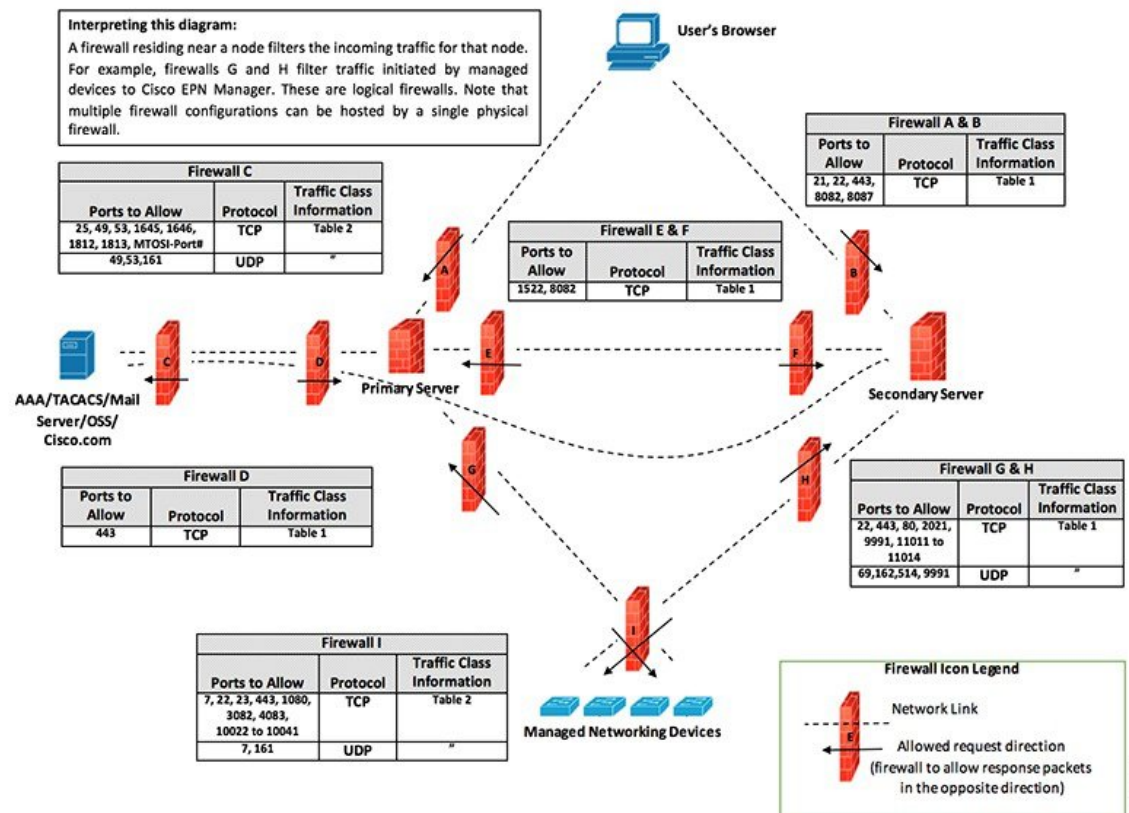 Interpreting this diagram:
A firewall residing near a node filters the incoming traffic for that node.
For example, firewalls G and H filter traffic initiated by managed
devices to Cisco EPN Manager. These are logical firewalls. Note that
multiple firewall configurations can be hosted by a single physical
firewall.
User's Browser
Firewall A & B
Ports to Allow Protocol Traffic Class Information
21, 22, 443, 8082, 8087 TCP Table 1
Firewall C
Ports to Allow Protocol Traffic Class Information
25, 49, 53, 1645, 1646, 1812, 1813, MTOSI-Port# TCP Table 2
49,53,161 UDP "
Firewall E & F
Ports to Allow Protocol Traffic Class Information
1522, 8082 TCP Table 1
A
B
C
D
E
F
Primary Server
Secondary Server
AAA/TACACS/Mail
Server/OSS/
Cisco.com
G
H
Firewall D
Ports to Allow Protocol Traffic Class Information
443 TCP Table 1
Firewall G & H
Ports to Allow Protocol Traffic Class Information
22, 443, 80, 2021, 9991, 11011 to 11014 TCP Table 1
69,162,514, 9991 UDP "
I
Firewall I
Ports to Allow Protocol Traffic Class Information
7, 22, 23, 443, 1080, 3082, 4083, 10022 to 10041 TCP Table 2
7, 161 UDP "
Managed Networking Devices
Firewall Icon Legend
Network Link
E
Allowed request direction
(firewall to allow response packets
in the opposite direction)